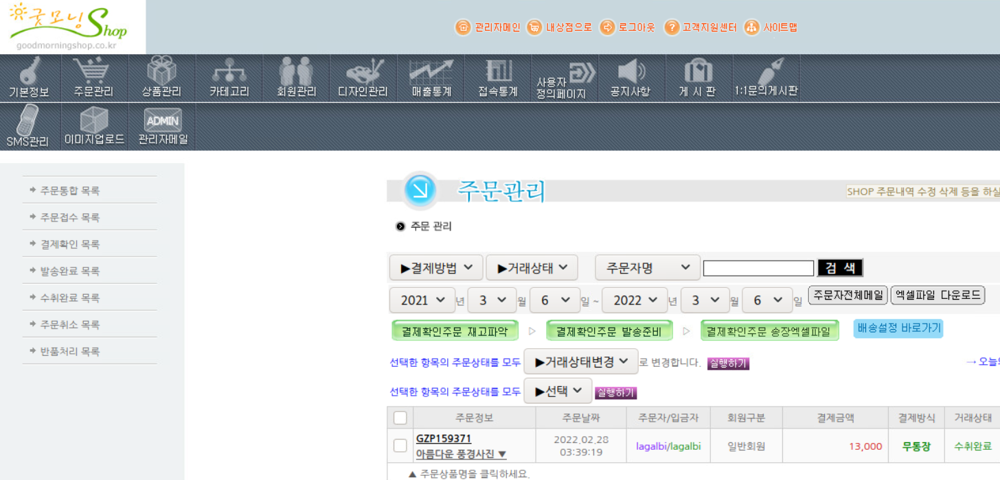 굿모닝Shop
goodmorningshop.co.kr
관리자메인 내상점으로 로그아웃 고객지원센터 사이트맵
기본정보 주문관리 상품관리 카테고리 회원관리 디자인관리 매출통계 접속통계 사용자 정의페이지 공지사항 게 시 판 1:1문의게시판
ADMIN
SMS관리 이미지업로드 관리자메일
주문통합 목록
주문접수 목록
결제확인 목록
발송완료 목록
수취완료 목록
주문취소 목록
반품처리 목록
주문관리
SHOP 주문내역 수정 삭제 등을 하실
주문 관리
▶결제방법 ▶거래상태 주문자명 검 색
2021 년 3 월 6 일 ~ 2022 년 3 월 6 일 주문자전체메일 엑셀파일 다운로드
결제확인주문 재고파악 ▷ 결제확인주문 발송준비 ▷ 결제확인주문 송장엑셀파일 배송설정 바로가기
선택한 항목의 주문상태를 모두 ▶거래상태변경 로 변경합니다. 실행하기 → 오늘
선택한 항목의 주문상태를 모두 ▶선택 실행하기
주문정보 주문날짜 주문자/입금자 회원구분 결제금액 결제방식 거래상태
GZP159371
아름다운 풍경사진 ▼
2022.02.28
03:39:19
lagalbi/lagalbi 일반회원 13,000 무통장 수취완료
▲ 주문상품명을 클릭하세요.